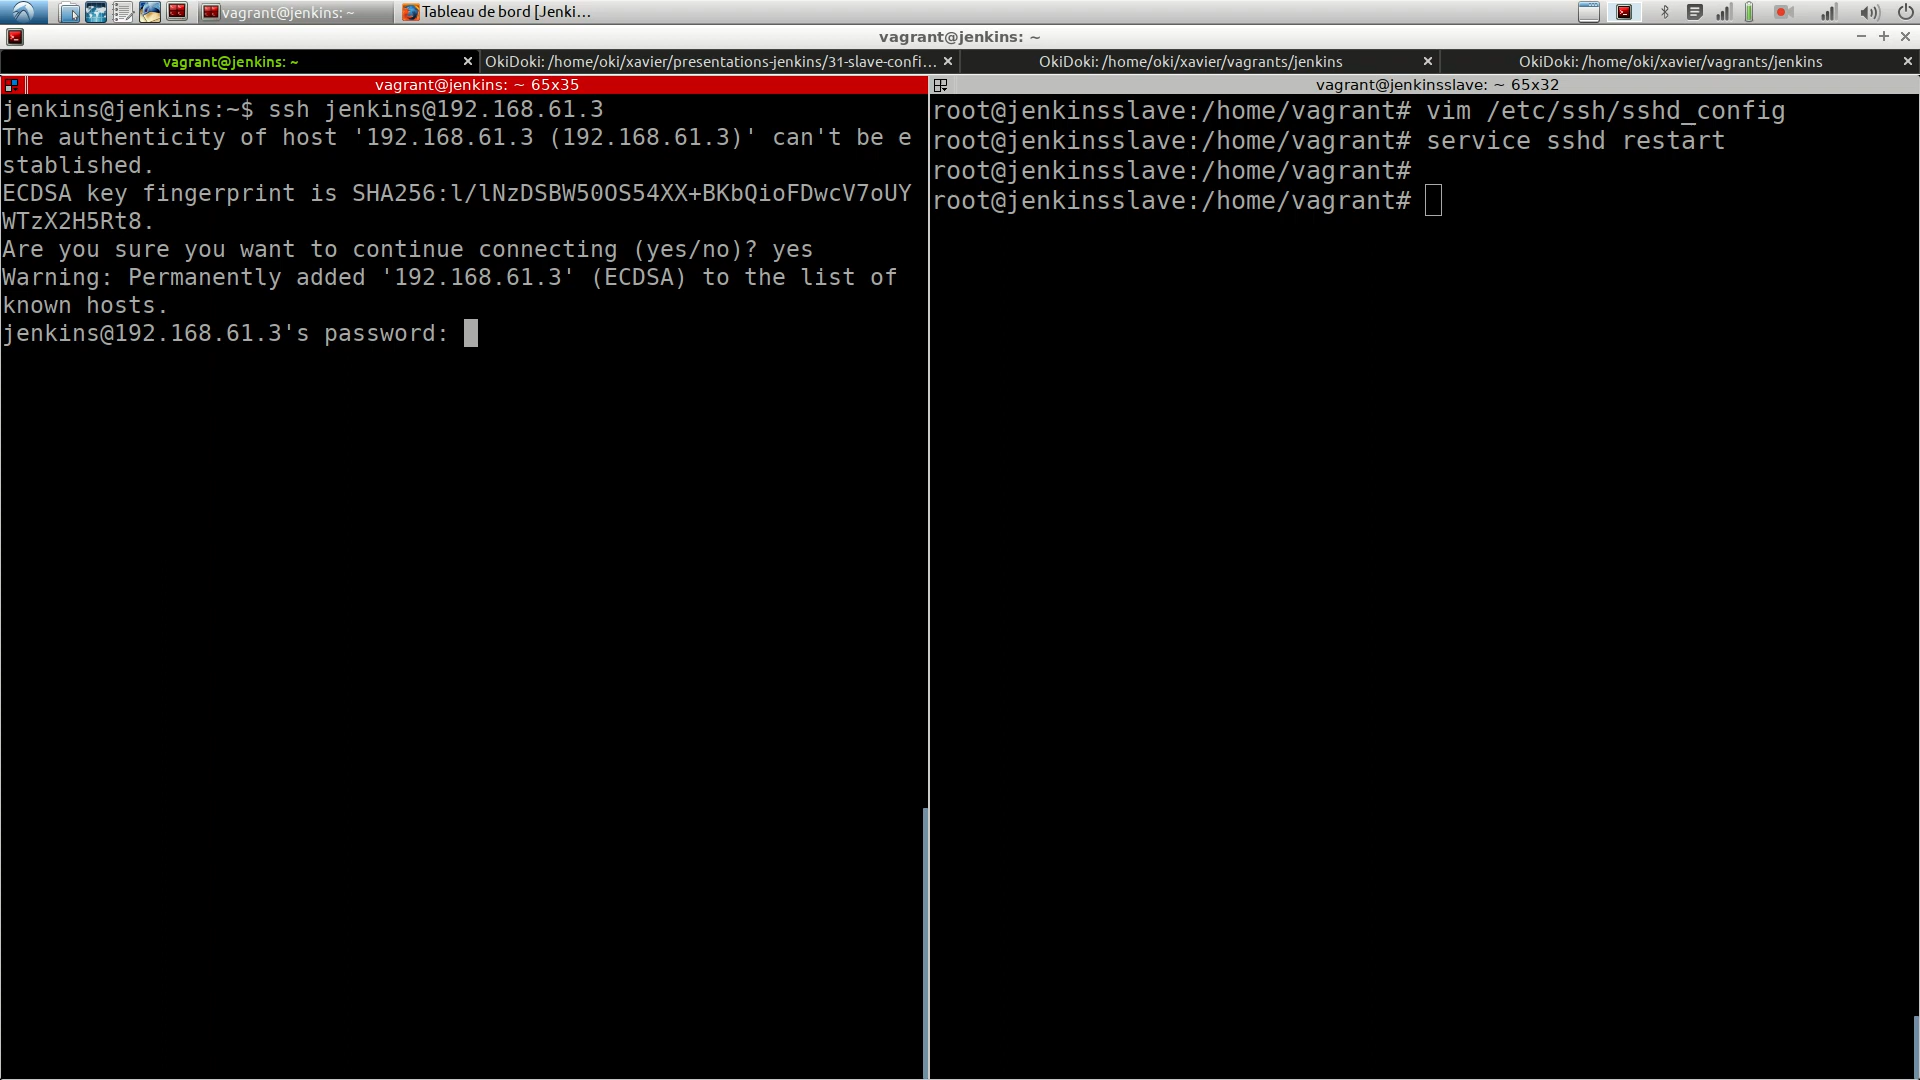 vagrant@jenkins: ~
Tableau de bord [Jenki...
vagrant@jenkins: ~
vagrant@jenkins: ~
OkiDoki: /home/oki/xavier/presentations-jenkins/31-slave-confi...
OkiDoki: /home/oki/xavier/vagrants/jenkins
OkiDoki: /home/oki/xavier/vagrants/jenkins
vagrant@jenkins: ~ 65x35
jenkins@jenkins:~$ ssh jenkins@192.168.61.3
The authenticity of host '192.168.61.3 (192.168.61.3)' can't be e
stablished.
ECDSA key fingerprint is SHA256:l/lNzDSBW50OS54XX+BKbQioFDwcV7oUY
WTzX2H5Rt8.
Are you sure you want to continue connecting (yes/no)? yes
Warning: Permanently added '192.168.61.3' (ECDSA) to the list of
known hosts.
jenkins@192.168.61.3's password:
vagrant@jenkinsslave: ~ 65x32
root@jenkinsslave:/home/vagrant# vim /etc/ssh/sshd_config
root@jenkinsslave:/home/vagrant# service sshd restart
root@jenkinsslave:/home/vagrant#
root@jenkinsslave:/home/vagrant#